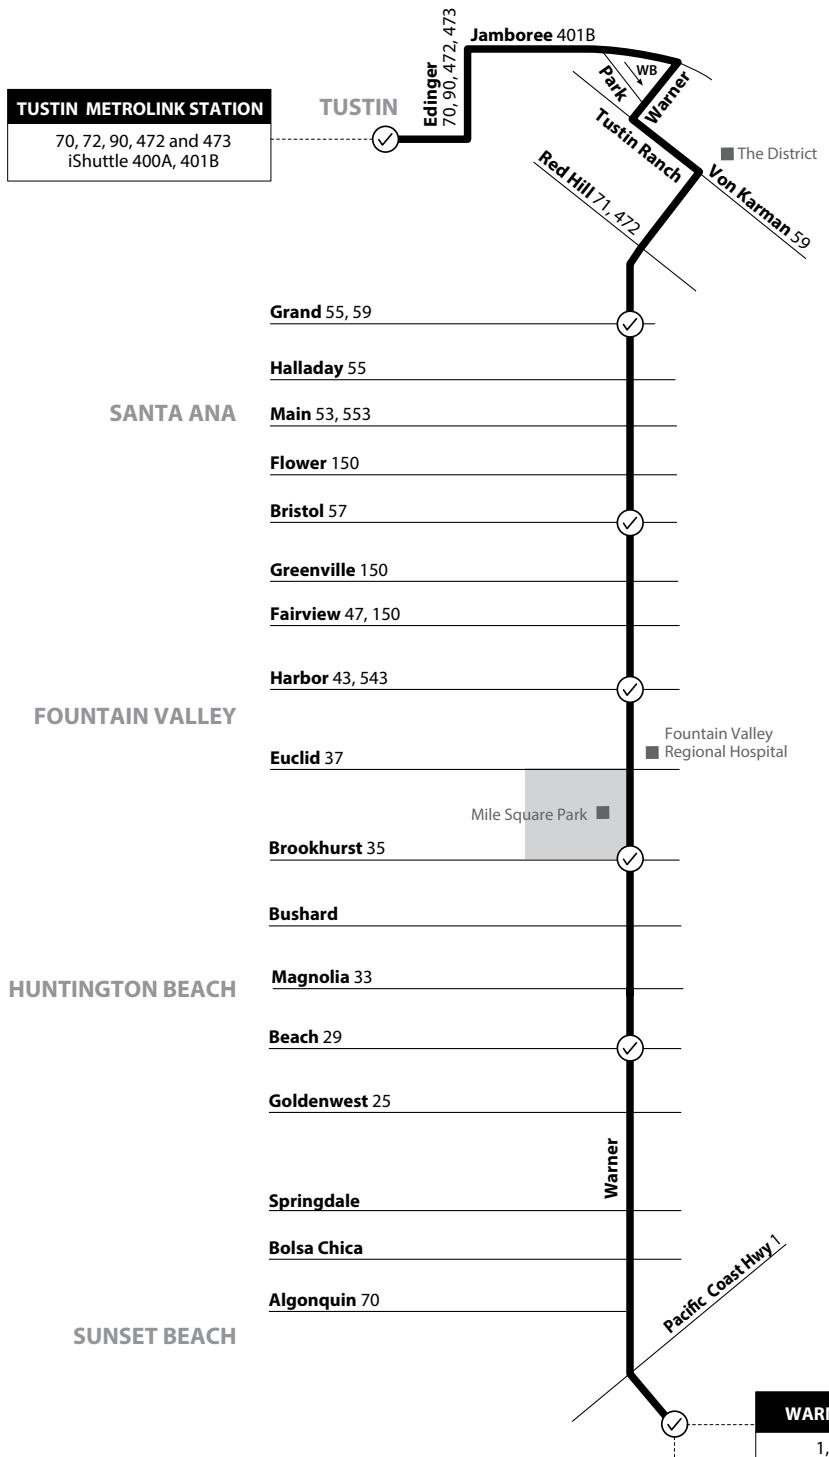 Jamboree 401B
Edinger
70, 90, 472, 473
WB
Park
Warner
TUSTIN METROLINK STATION
70, 72, 90, 472 and 473
iShuttle 400A, 401B
TUSTIN
Tustin Ranch
The District
Red Hill 71, 472
Von Karman 59
Grand 55, 59
Halladay 55
SANTA ANA
Main 53, 553
Flower 150
Bristol 57
Greenville 150
Fairview 47, 150
Harbor 43, 543
FOUNTAIN VALLEY
Fountain Valley
Regional Hospital
Euclid 37
Mile Square Park
Brookhurst 35
Bushard
HUNTINGTON BEACH
Magnolia 33
Beach 29
Goldenwest 25
Warner
Springdale
Bolsa Chica
Pacific Coast Hwy 1
Algonquin 70
SUNSET BEACH
WARN
1,